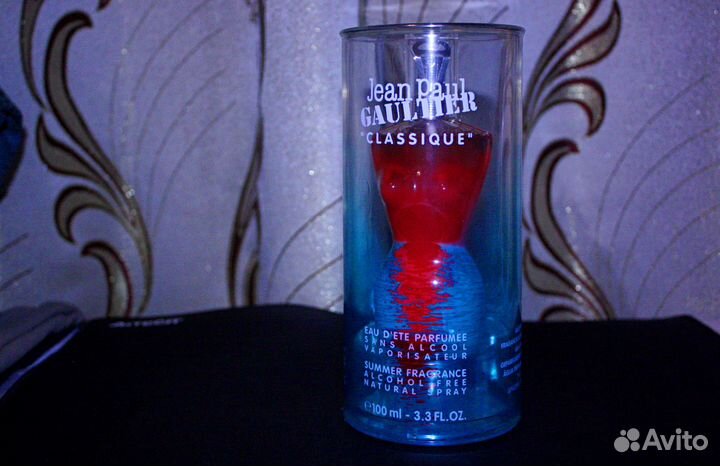 Jean Paul
GAULTIER
"CLASSIQUE"
EAU D'ETE PARFUMEE
SANS ALCOOL
VAPORISATEUR
SUMMER FRAGRANCE
ALCOHOL FREE
NATURAL SPRAY
e100 ml - 3.3 FL.OZ.
Avito